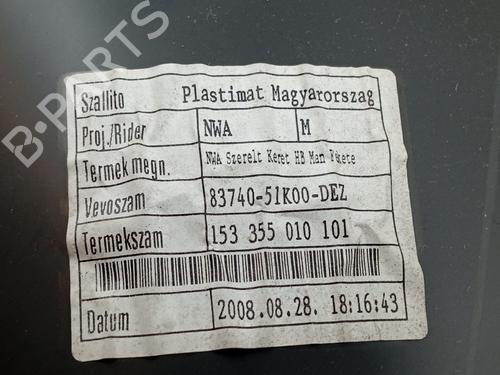 B-PARTS
Szallito Plastimat Magyarorszag
Proj./Rider NWA M
Termek megn. NWA Szerelt Keret HB Man Fekete
Vevoszam 83740-51K00-DEZ
Termekszam 153 355 010 101
Datum 2008.08.28. 18:16:43